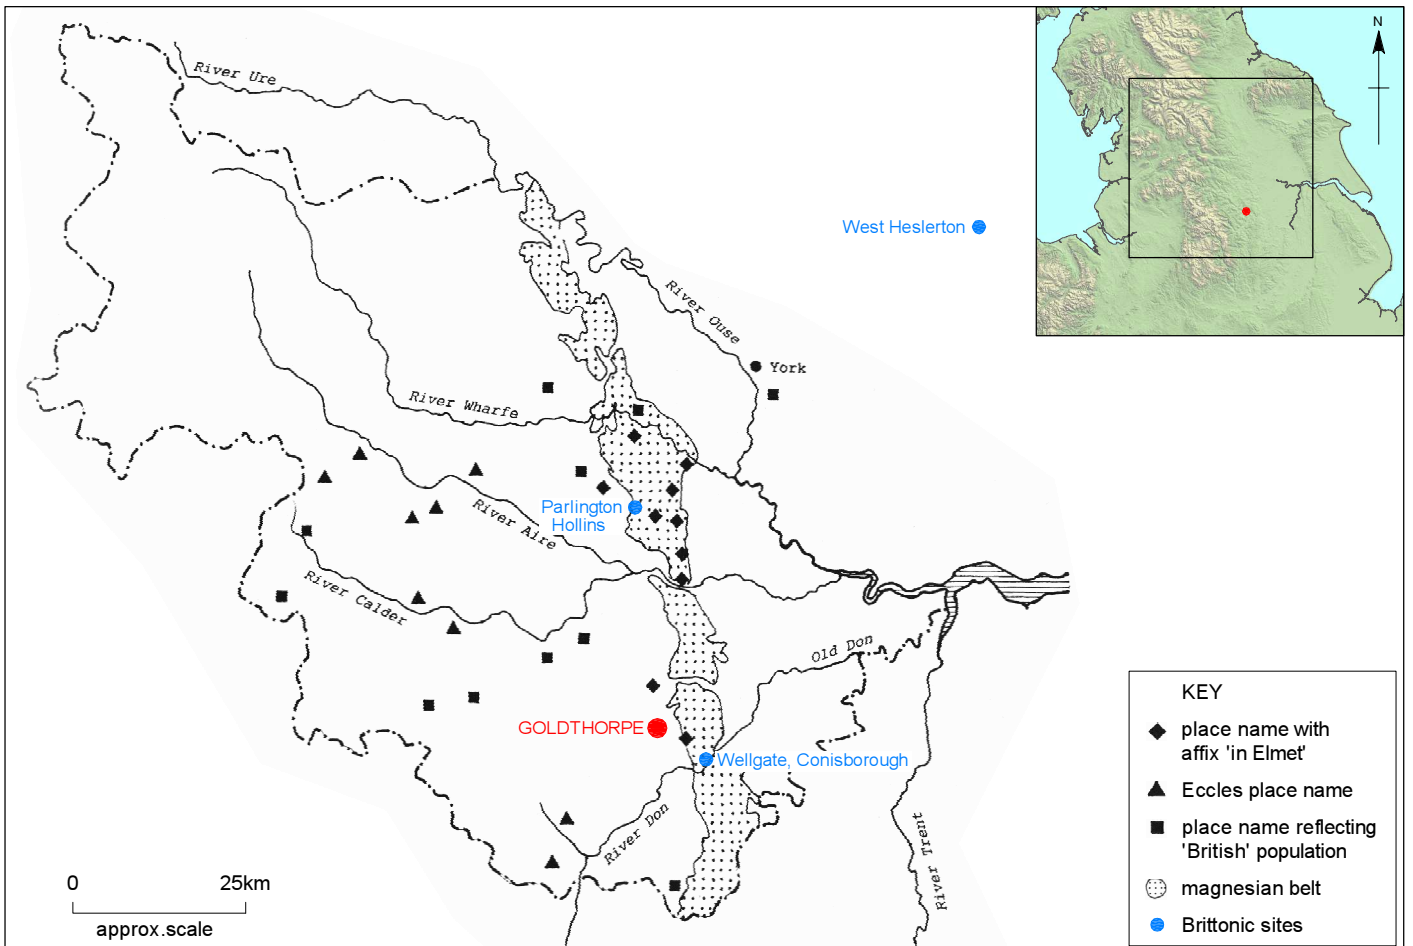 N
River Ure
West Heslerton
River Ouse
York
River Wharfe
Parlington
Hollins
River Aire
River Calder
Old Don
GOLDTHORPE
Wellgate, Conisborough
River Don
River Trent
0 25km
approx.scale
KEY
place name with
affix 'in Elmet'
Eccles place name
place name reflecting
'British' population
magnesian belt
Brittonic sites